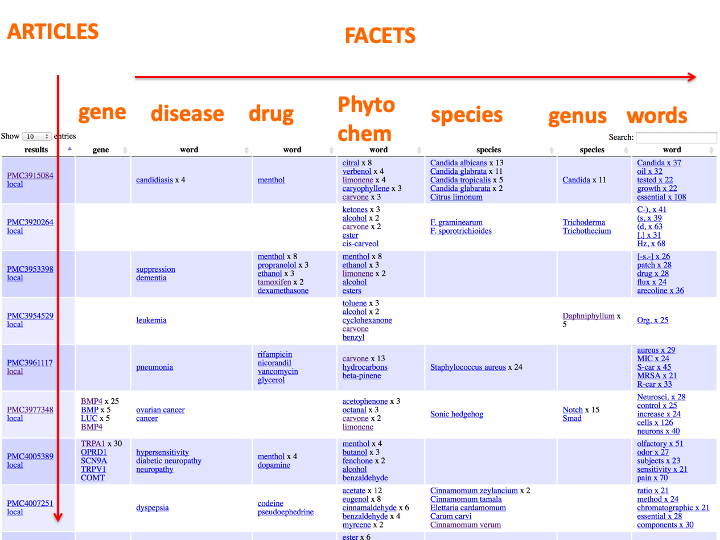 ARTICLES
FACETS
gene disease drug Phyto chem species genus words
Show 10 entries
Search:
results gene word word word species species word
PMC3915084
local
candidiasis x 4
menthol
citral x 8
verbenol x 4
limonene x 4
caryophyllene x 3
carvone x 3
Candida albicans x 13
Candida glabrata x 11
Candida tropicalis x 5
Candida glabarata x 2
Citrus limonum
Candida x 11
Candida x 37
oil x 32
tested x 22
growth x 22
essential x 108
PMC3920264
local
ketones x 3
alcohol x 2
carvone x 2
ester
cis-carveol
F. graminearum
F. sporotrichioides
Trichoderma
Trichothecium
C-), x 41
(s, x 39
(d, x 63
[.] x 31
Hz, x 68
PMC3953398
local
suppression
dementia
menthol x 8
propranolol x 3
ethanol x 3
tamoxifen x 2
dexamethasone
menthol x 8
ethanol x 3
limonene x 2
alcohol
esters
[-s.-] x 26
patch x 28
drug x 28
flux x 24
arecoline x 36
PMC3954529
local
leukemia
toluene x 3
alcohol x 2
cyclohexanone
carvone
benzyl
Daphniphyllum x
5
Org. x 25
PMC3961117
local
pneumonia
rifampicin
nicorandil
vancomycin
glycerol
carvone x 13
hydrocarbons
beta-pinene
Staphylococcus aureus x 24
aureus x 29
MIC x 24
S-car x 45
MRSA x 21
R-car x 33
PMC3977348
local
BMP4 x 25
BMP x 5
LUC x 5
BMP4
ovarian cancer
cancer
acetophenone x 3
octanal x 3
carvone x 2
limonene
Sonic hedgehog
Notch x 15
Smad
Neurosci. x 28
control x 25
increase x 24
cells x 126
neurons x 40
PMC4005389
local
TRPA1 x 30
OPRD1
SCN9A
TRPV1
COMT
hypersensitivity
diabetic neuropathy
neuropathy
menthol x 4
dopamine
menthol x 4
butanol x 3
fenchone x 2
alcohol
benzaldehyde
olfactory x 51
odor x 27
subjects x 23
sensitivity x 21
pain x 70
PMC4007251
local
dyspepsia
codeine
pseudoephedrine
acetate x 12
eugenol x 8
cinnamaldehyde x 6
benzaldehyde x 4
myrcene x 2
Cinnamomum zeylancium x 2
Cinnamomum tamala
Elettaria cardamomum
Carum carvi
Cinnamomum verum
ratio x 21
method x 24
chromatographic x 21
essential x 28
components x 30
ester x 6